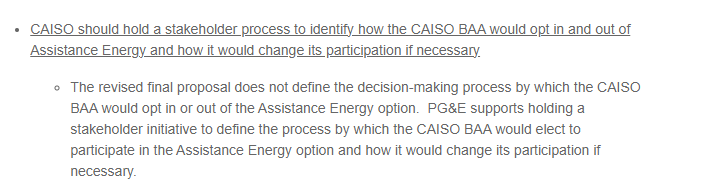 CAISO should hold a stakeholder process to identify how the CAISO BAA would opt in and out of
Assistance Energy and how it would change its participation if necessary
The revised final proposal does not define the decision-making process by which the CAISO
BAA would opt in or out of the Assistance Energy option.  PG&E supports holding a
stakeholder initiative to define the process by which the CAISO BAA would elect to
participate in the Assistance Energy option and how it would change its participation if
necessary.